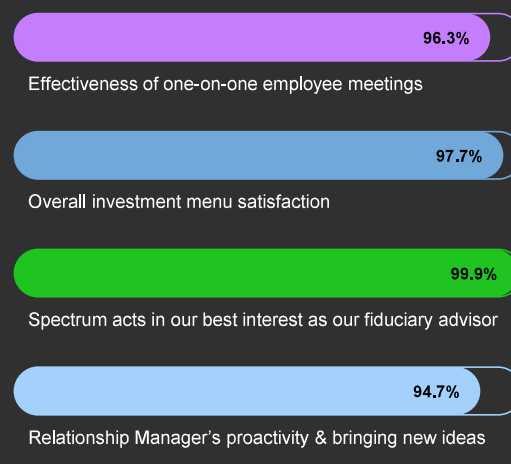 96.3%
Effectiveness of one-on-one employee meetings
97.7%
Overall investment menu satisfaction
99.9%
Spectrum acts in our best interest as our fiduciary advisor
94.7%
Relationship Manager’s proactivity & bringing new ideas